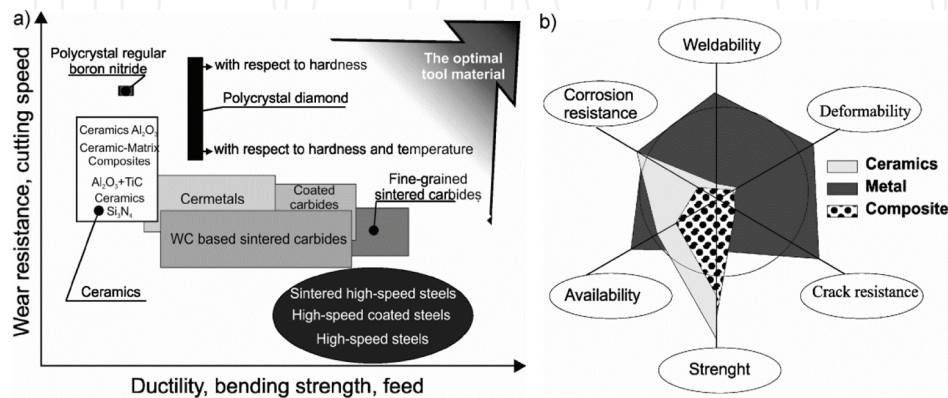 a)
Wear resistance, cutting speed
Polycrystal regular
boron nitride
with respect to hardness
Polycrystal diamond
with respect to hardness and temperature
The optimal
tool material
Ceramics Al₂O₃
Ceramic-Matrix
Composites
Al₂O₃+TiC
Ceramics
Si₃N₄
Cermetals
Coated
carbides
Fine-grained
sintered carbides
WC based sintered carbides
Ceramics
Sintered high-speed steels
High-speed coated steels
High-speed steels
Ductility, bending strength, feed
b)
Weldability
Corrosion
resistance
Deformability
Ceramics
Metal
Composite
Availability
Crack resistance
Strenght